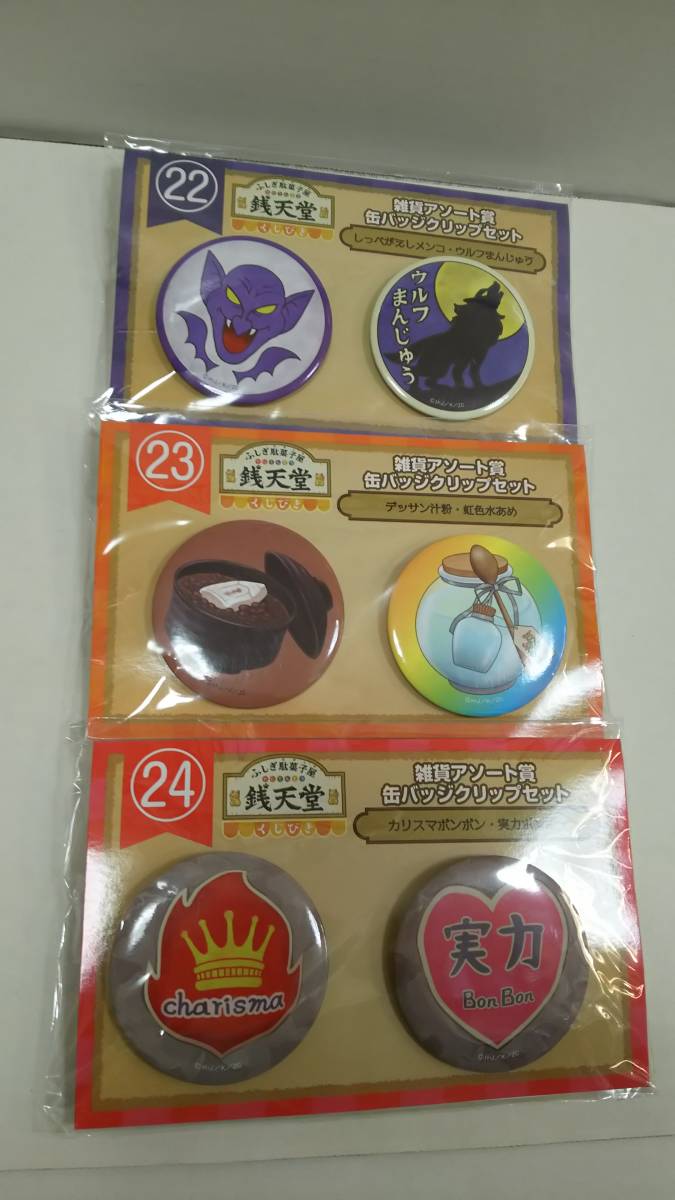 22
ふしぎ駄菓子屋
銭天堂
くじびき
雑貨アソート賞
缶バッジクリップセット
しっぺがえしメンコ・ウルフまんじゅう
ウルフ
まんじゅう
23
ふしぎ駄菓子屋
銭天堂
くじびき
雑貨アソート賞
缶バッジクリップセット
デッサン汁粉・虹色水あめ
24
ふしぎ駄菓子屋
銭天堂
くじびき
雑貨アソート賞
缶バッジクリップセット
カリスマボンボン・実力ボン
charisma
実力
BonBon